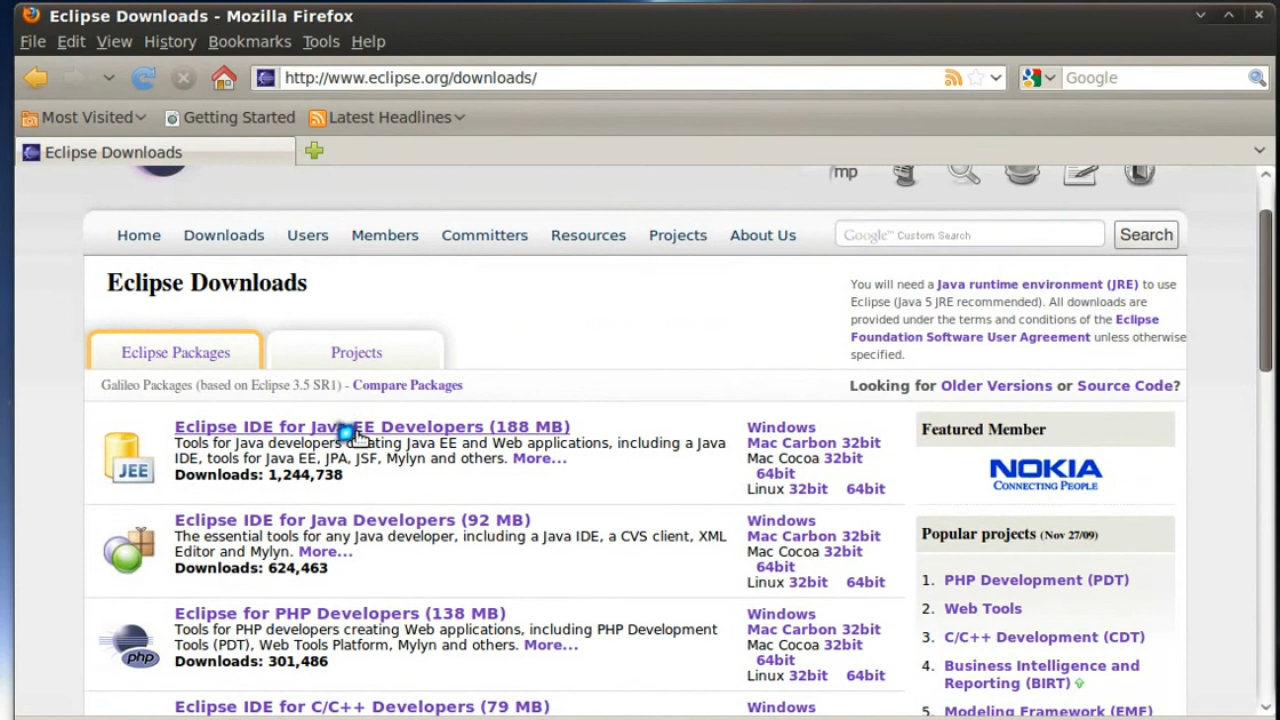 Eclipse Downloads - Mozilla Firefox
File Edit View History Bookmarks Tools Help
http://www.eclipse.org/downloads/
Google
Most Visited Getting Started Latest Headlines
Eclipse Downloads
Home Downloads Users Members Committers Resources Projects About Us
Google™ Custom Search
Search
Eclipse Downloads
You will need a Java runtime environment (JRE) to use
Eclipse (Java 5 JRE recommended). All downloads are
provided under the terms and conditions of the Eclipse
Foundation Software User Agreement unless otherwise
specified.
Eclipse Packages Projects
Galileo Packages (based on Eclipse 3.5 SR1) - Compare Packages
Looking for Older Versions or Source Code?
JEE
Eclipse IDE for Java EE Developers (188 MB)
Tools for Java developers creating Java EE and Web applications, including a Java
IDE, tools for Java EE, JPA, JSF, Mylyn and others. More...
Downloads: 1,244,738
Windows
Mac Carbon 32bit
Mac Cocoa 32bit
64bit
Linux 32bit 64bit
Eclipse IDE for Java Developers (92 MB)
The essential tools for any Java developer, including a Java IDE, a CVS client, XML
Editor and Mylyn. More...
Downloads: 624,463
Windows
Mac Carbon 32bit
Mac Cocoa 32bit
64bit
Linux 32bit 64bit
php
Eclipse for PHP Developers (138 MB)
Tools for PHP developers creating Web applications, including PHP Development
Tools (PDT), Web Tools Platform, Mylyn and others. More...
Downloads: 301,486
Windows
Mac Carbon 32bit
Mac Cocoa 32bit
64bit
Linux 32bit 64bit
Eclipse IDE for C/C++ Developers (79 MB)
Windows
Featured Member
NOKIA
CONNECTING PEOPLE
Popular projects (Nov 27/09)
1. PHP Development (PDT)
2. Web Tools
3. C/C++ Development (CDT)
4. Business Intelligence and
Reporting (BIRT)
5. Modeling Framework (EMF)